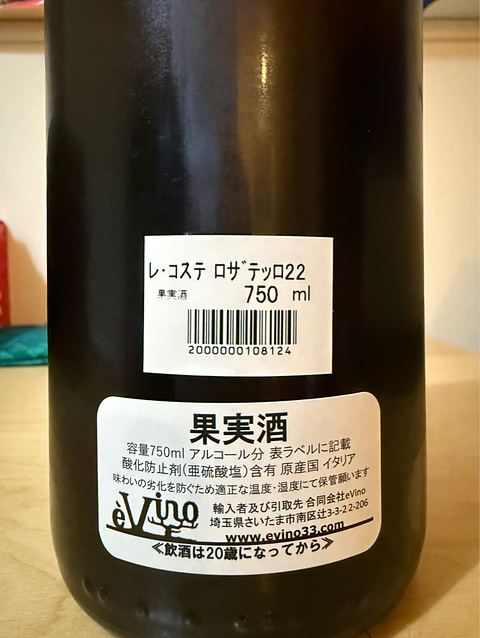 レ・コステ ロザテッロ22
果実酒 750 ml
2000000108124
果実酒
容量750ml アルコール分 表ラベルに記載
酸化防止剤(亜硫酸塩)含有 原産国 イタリア
味わいの劣化を防ぐため適正な温度・湿度にて保管願います
èVino
輸入者及び引取先 合同会社eVino
埼玉県さいたま市南区辻3-3-2 2-206
www.evino33.com
≪飲酒は20歳になってから≫